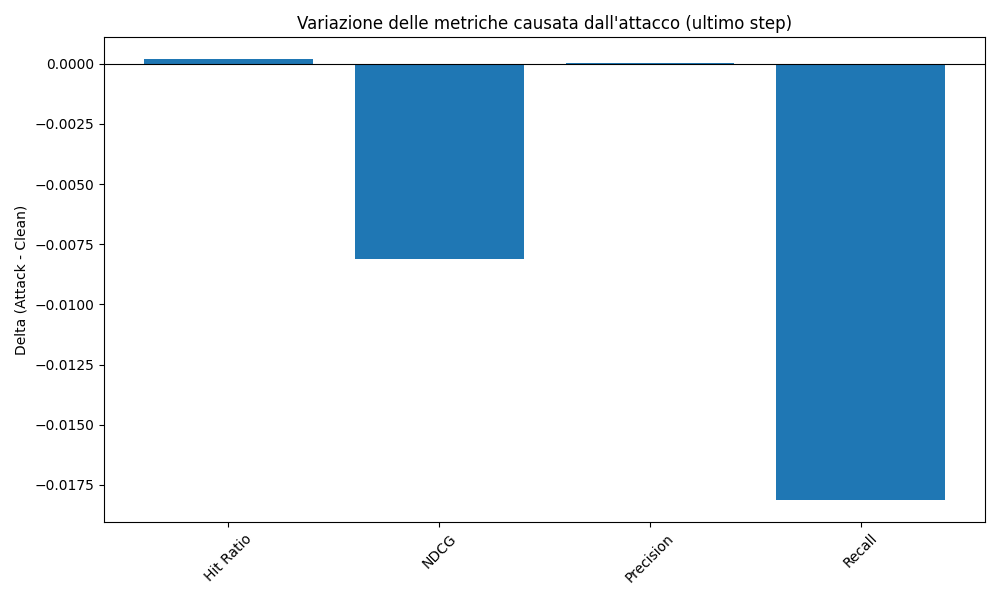 Variazione delle metriche causata dall'attacco (ultimo step)
Delta (Attack - Clean)
0.0000
−0.0025
−0.0050
−0.0075
−0.0100
−0.0125
−0.0150
−0.0175
Hit Ratio
NDCG
Precision
Recall